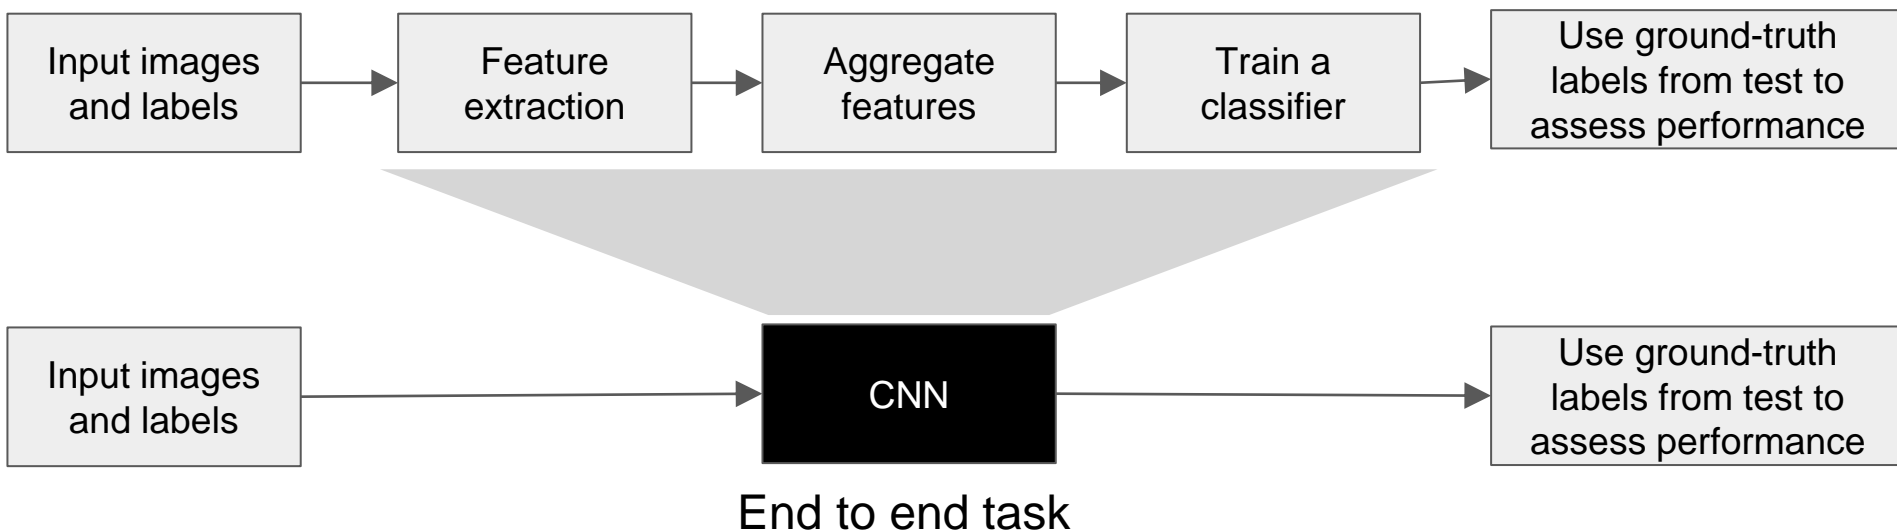 Input images
and labels
Feature
extraction
Aggregate
features
Train a
classifier
Use ground-truth
labels from test to
assess performance
Input images
and labels
CNN
Use ground-truth
labels from test to
assess performance
End to end task